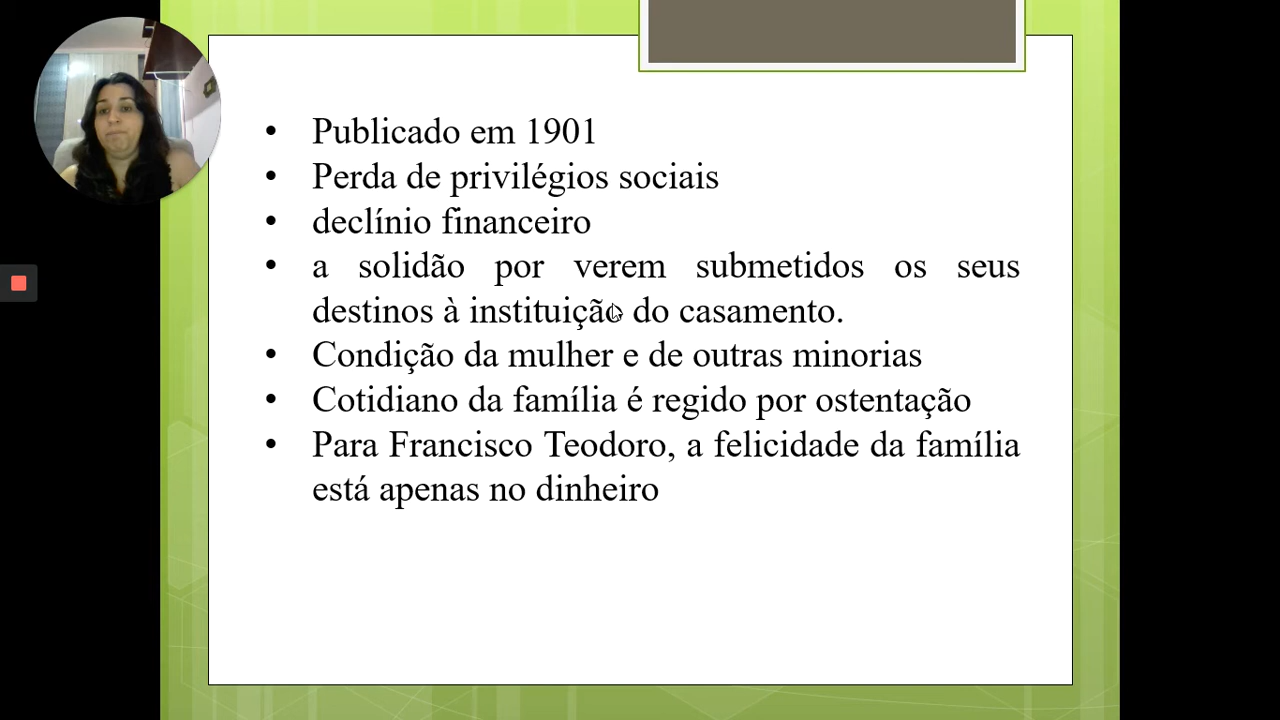 • Publicado em 1901
• Perda de privilégios sociais
• declínio financeiro
• a solidão por verem submetidos os seus
destinos à instituição do casamento.
• Condição da mulher e de outras minorias
• Cotidiano da família é regido por ostentação
• Para Francisco Teodoro, a felicidade da família
está apenas no dinheiro